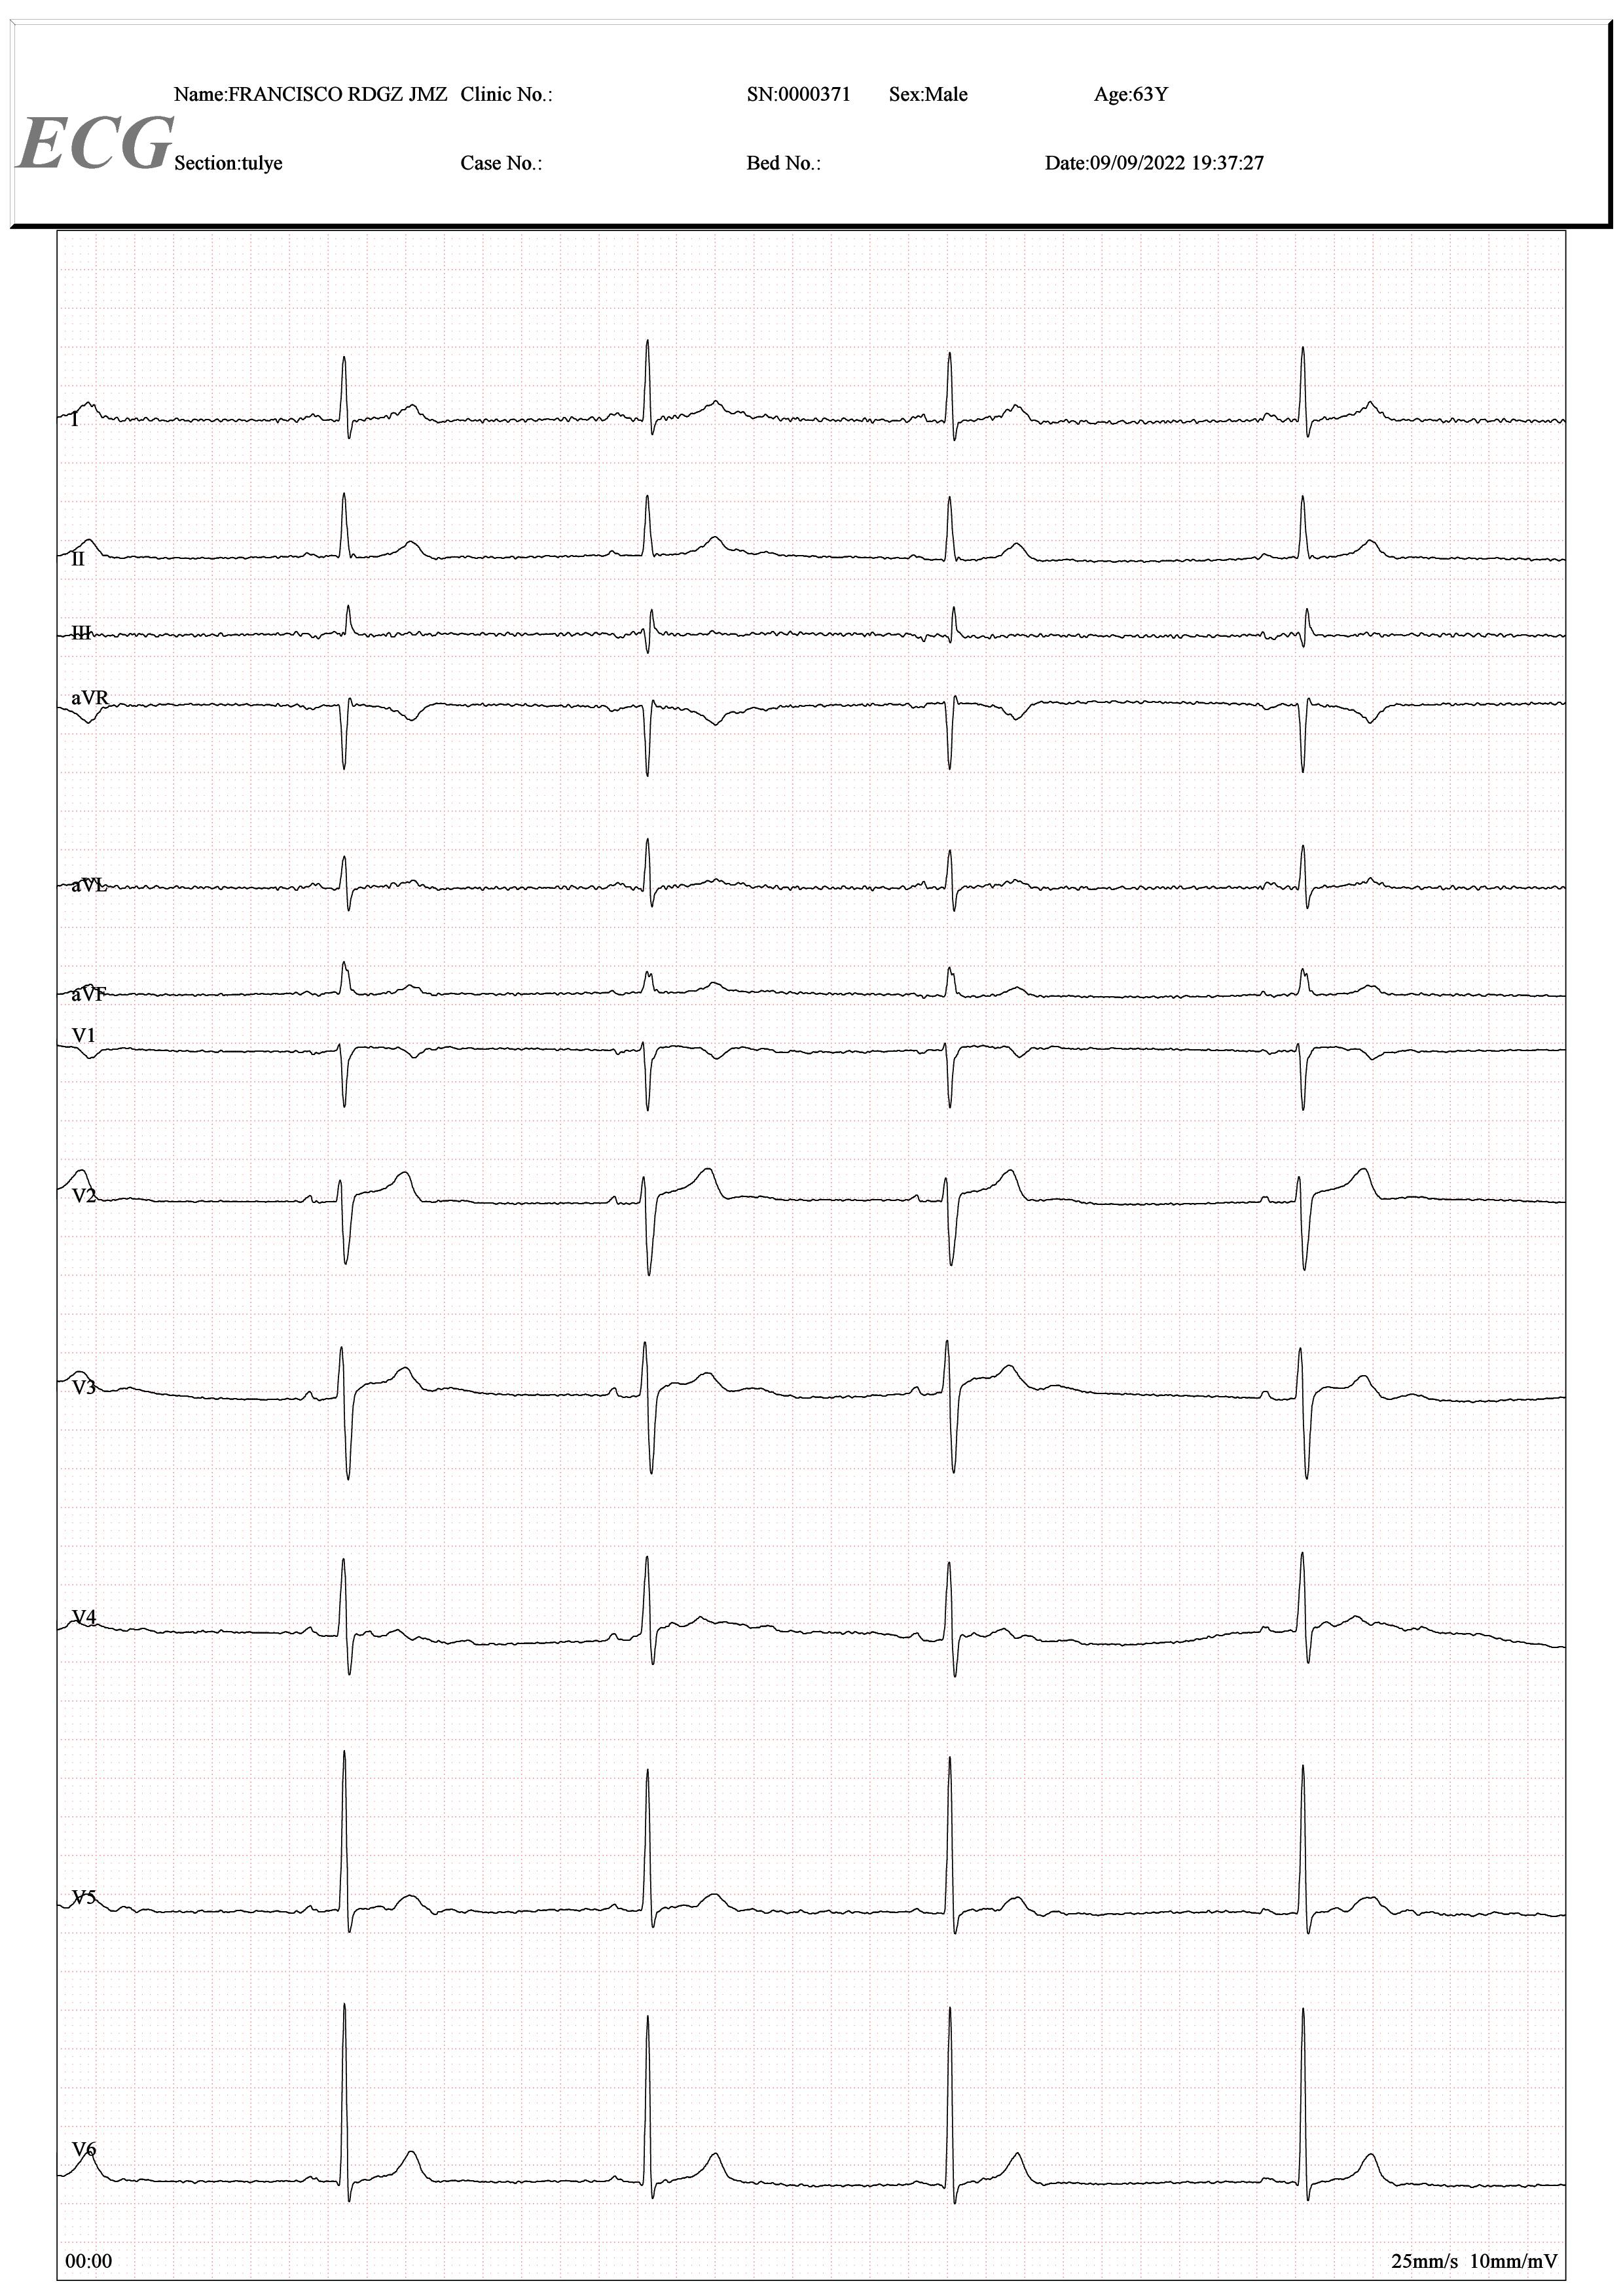 Name:FRANCISCO RDGZ JMZ Clinic No.: SN:0000371 Sex:Male Age:63Y
ECG
Section:tulye Case No.: Bed No.: Date:09/09/2022 19:37:27
I
II
III
aVR
aVL
aVF
V1
V2
V3
V4
V5
V6
00:00 25mm/s 10mm/mV